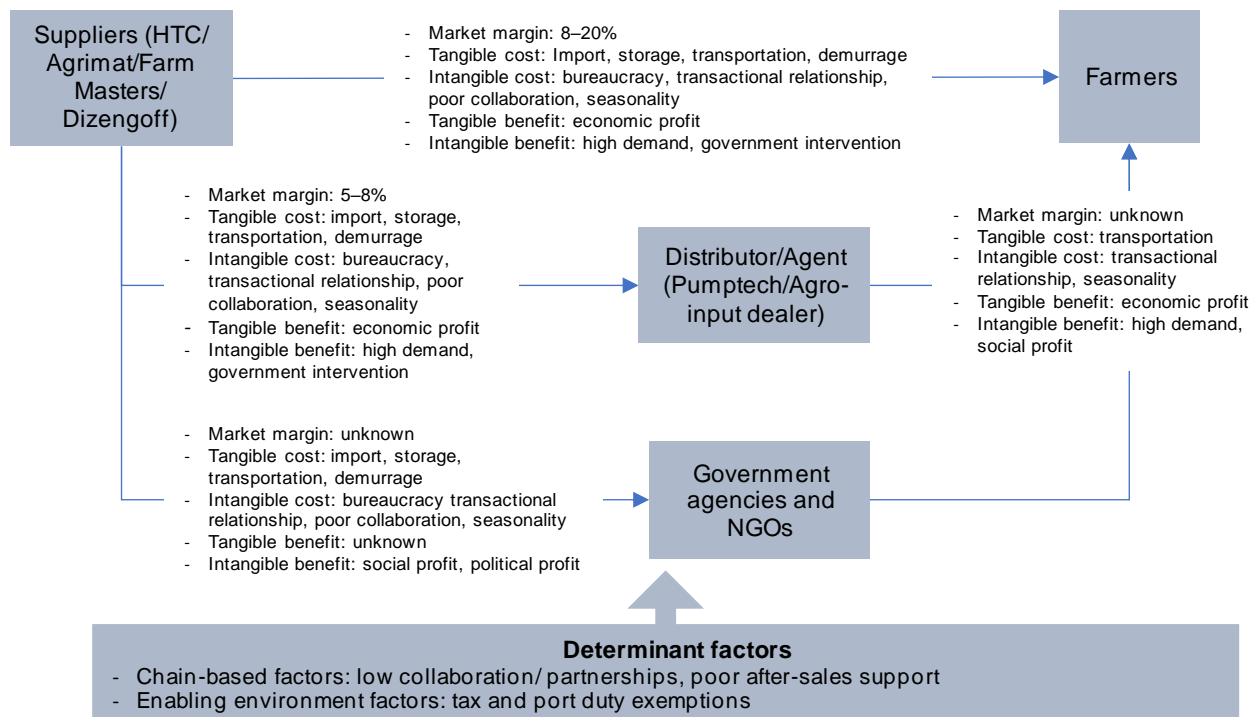 Suppliers (HTC/
Agrimat/Farm
Masters/
Dizengoff)
- Market margin: 8–20%
- Tangible cost: Import, storage, transportation, demurrage
- Intangible cost: bureaucracy, transactional relationship,
poor collaboration, seasonality
- Tangible benefit: economic profit
- Intangible benefit: high demand, government intervention
Farmers
- Market margin: 5–8%
- Tangible cost: import, storage,
transportation, demurrage
- Intangible cost: bureaucracy,
transactional relationship, poor
collaboration, seasonality
- Tangible benefit: economic profit
- Intangible benefit: high demand,
government intervention
Distributor/Agent
(Pumptech/Agro-
input dealer)
- Market margin: unknown
- Tangible cost: transportation
- Intangible cost: transactional
relationship, seasonality
- Tangible benefit: economic profit
- Intangible benefit: high demand,
social profit
- Market margin: unknown
- Tangible cost: import, storage,
transportation, demurrage
- Intangible cost: bureaucracy transactional
relationship, poor collaboration, seasonality
- Tangible benefit: unknown
- Intangible benefit: social profit, political profit
Government
agencies and
NGOs
Determinant factors
- Chain-based factors: low collaboration/ partnerships, poor after-sales support
- Enabling environment factors: tax and port duty exemptions